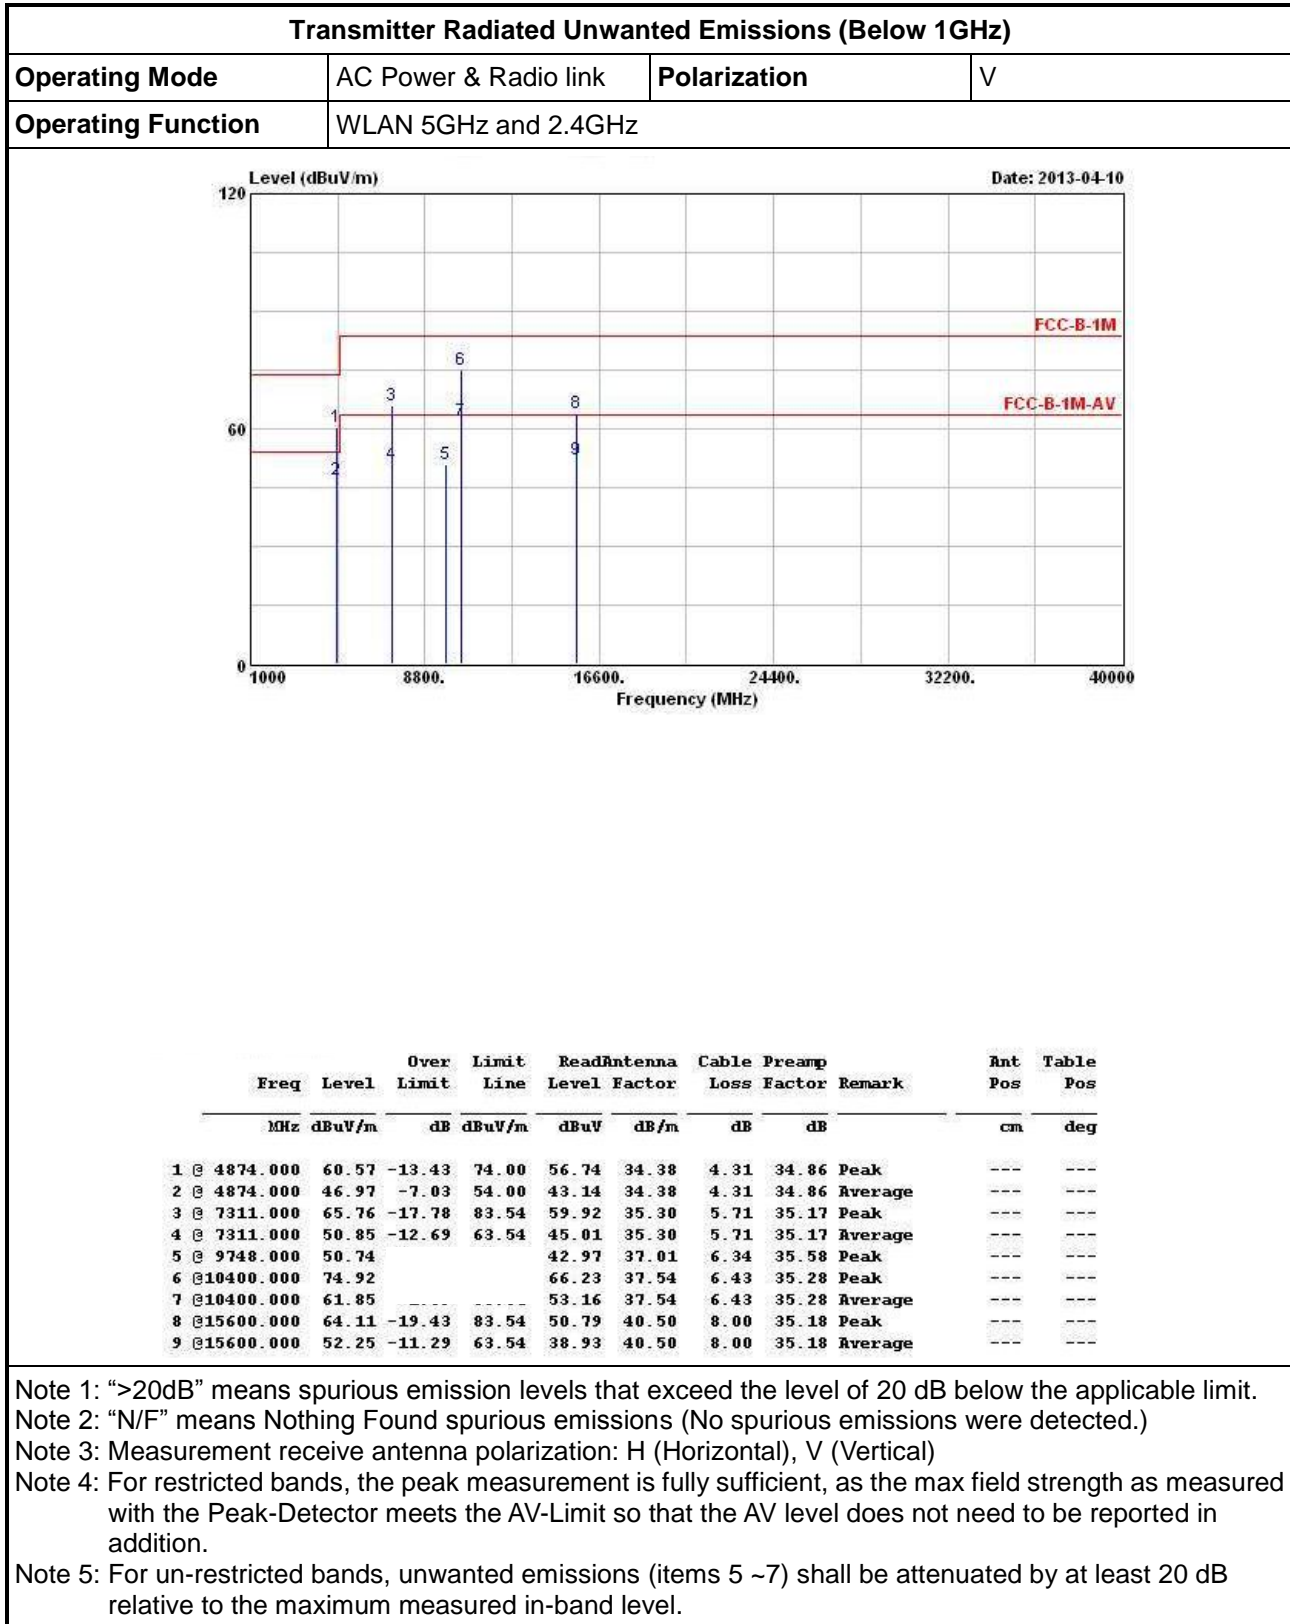 Transmitter Radiated Unwanted Emissions (Below 1GHz)
Operating Mode AC Power & Radio link Polarization V
Operating Function WLAN 5GHz and 2.4GHz
Level (dBuV/m) Date: 2013-04-10
120
FCC-B-1M
6
3
1 7 8 FCC-B-1M-AV
60
4 5 9
2
0
1000 8800. 16600. 24400. 32200. 40000
Frequency (MHz)
Over Limit ReadAntenna Cable Preamp Ant Table
Freq Level Limit Line Level Factor Loss Factor Remark Pos Pos
MHz dBuV/m dB dBuV/m dBuV dB/m dB dB cm deg
1 @ 4874.000 60.57 -13.43 74.00 56.74 34.38 4.31 34.86 Peak --- ---
2 @ 4874.000 46.97 -7.03 54.00 43.14 34.38 4.31 34.86 Average --- ---
3 @ 7311.000 65.76 -17.78 83.54 59.92 35.30 5.71 35.17 Peak --- ---
4 @ 7311.000 50.85 -12.69 63.54 45.01 35.30 5.71 35.17 Average --- ---
5 @ 9748.000 50.74 42.97 37.01 6.34 35.58 Peak --- ---
6 @10400.000 74.92 66.23 37.54 6.43 35.28 Peak --- ---
7 @10400.000 61.85 53.16 37.54 6.43 35.28 Average --- ---
8 @15600.000 64.11 -19.43 83.54 50.79 40.50 8.00 35.18 Peak --- ---
9 @15600.000 52.25 -11.29 63.54 38.93 40.50 8.00 35.18 Average --- ---
Note 1: “>20dB” means spurious emission levels that exceed the level of 20 dB below the applicable limit.
Note 2: “N/F” means Nothing Found spurious emissions (No spurious emissions were detected.)
Note 3: Measurement receive antenna polarization: H (Horizontal), V (Vertical)
Note 4: For restricted bands, the peak measurement is fully sufficient, as the max field strength as measured
with the Peak-Detector meets the AV-Limit so that the AV level does not need to be reported in
addition.
Note 5: For un-restricted bands, unwanted emissions (items 5 ~7) shall be attenuated by at least 20 dB
relative to the maximum measured in-band level.